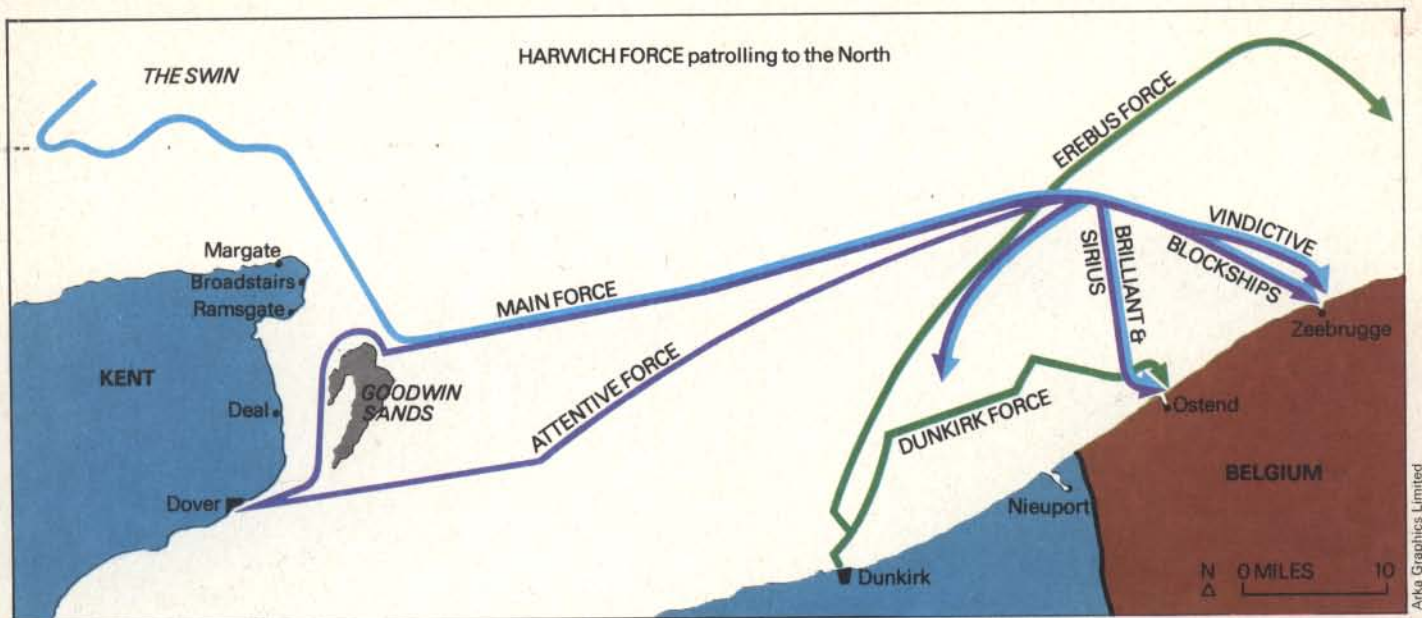 HARWICH FORCE patrolling to the North
THE SWIN
EREBUS FORCE
VINDICTIVE
BLOCKSHIPS
BRILLIANT &
SIRIUS
Margate
Broadstairs
Ramsgate
MAIN FORCE
Zeebrugge
KENT
GOODWIN
SANDS
ATTENTIVE FORCE
Deal
DUNKIRK FORCE
Ostend
Dover
BELGIUM
Nieuport
Dunkirk
N
0 MILES 10
Arka Graphics Limited